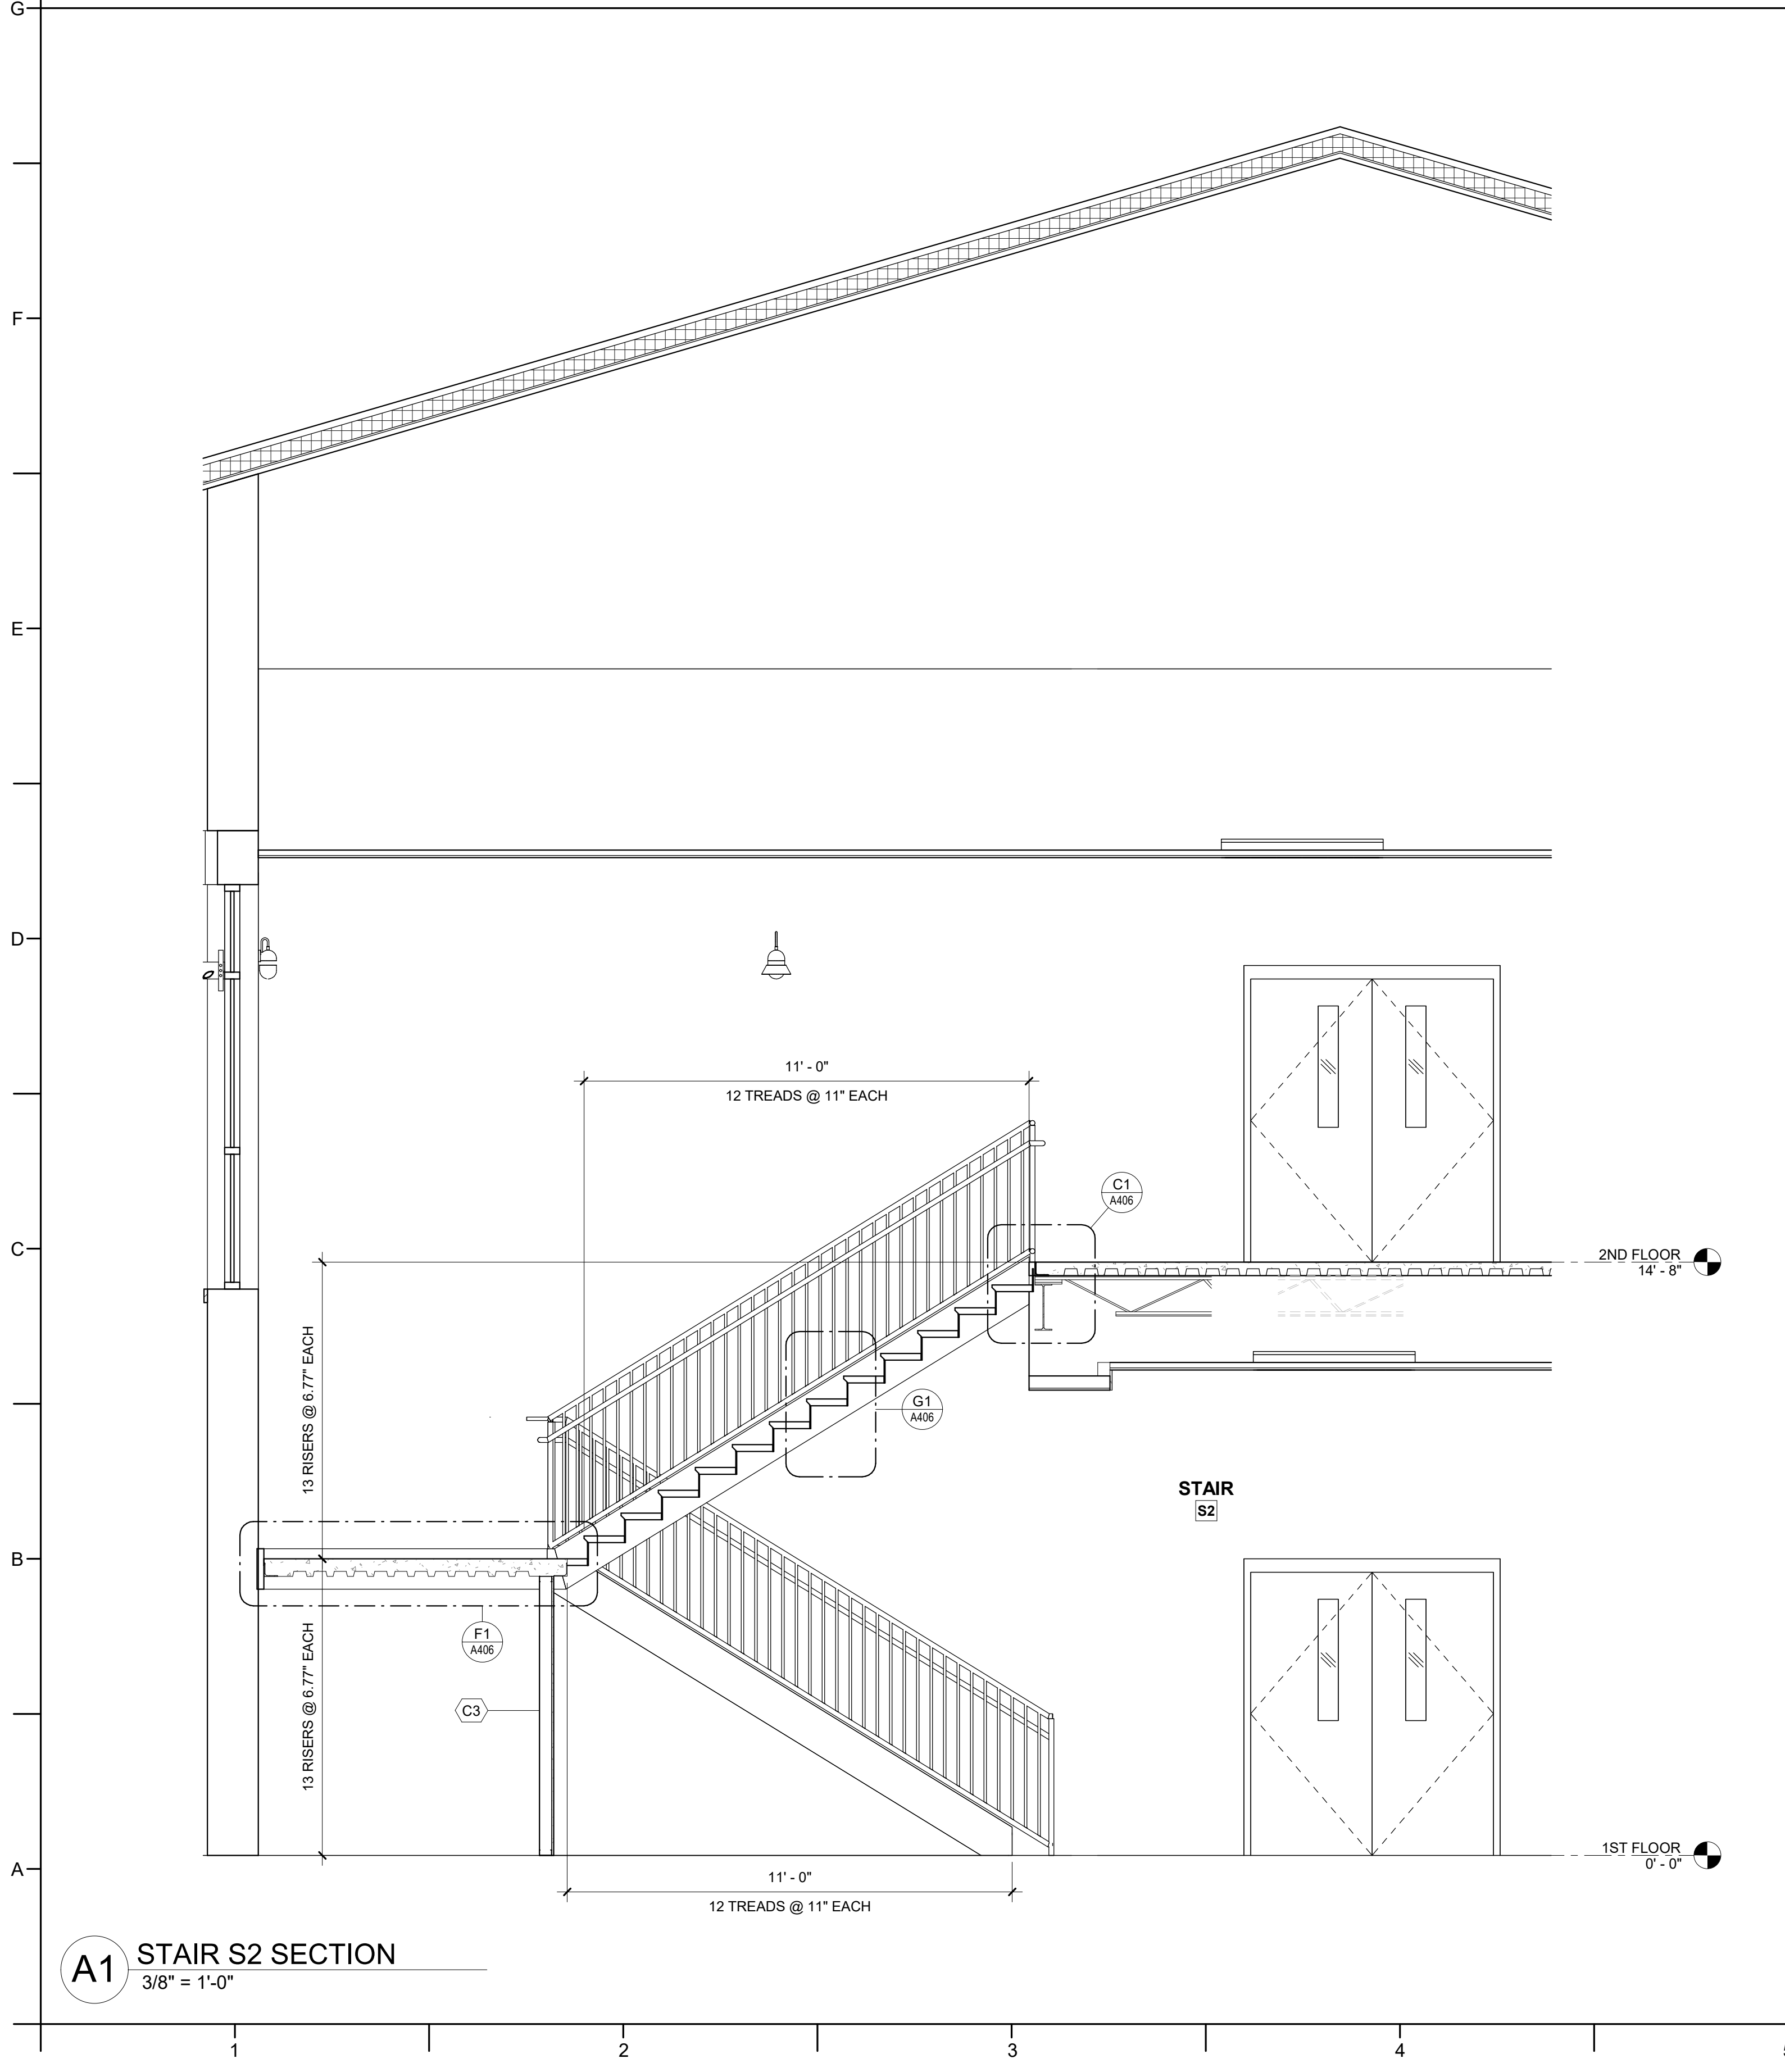 G
F
E
D
11' - 0"
12 TREADS @ 11" EACH
C1
A406
C
2ND FLOOR
14' - 8"
13 RISERS @ 6.77" EACH
G1
A406
STAIR
S2
B
F1
A406
13 RISERS @ 6.77" EACH
C3
1ST FLOOR
0' - 0"
A
11' - 0"
12 TREADS @ 11" EACH
A1
STAIR S2 SECTION
3/8" = 1'-0"
1 2 3 4